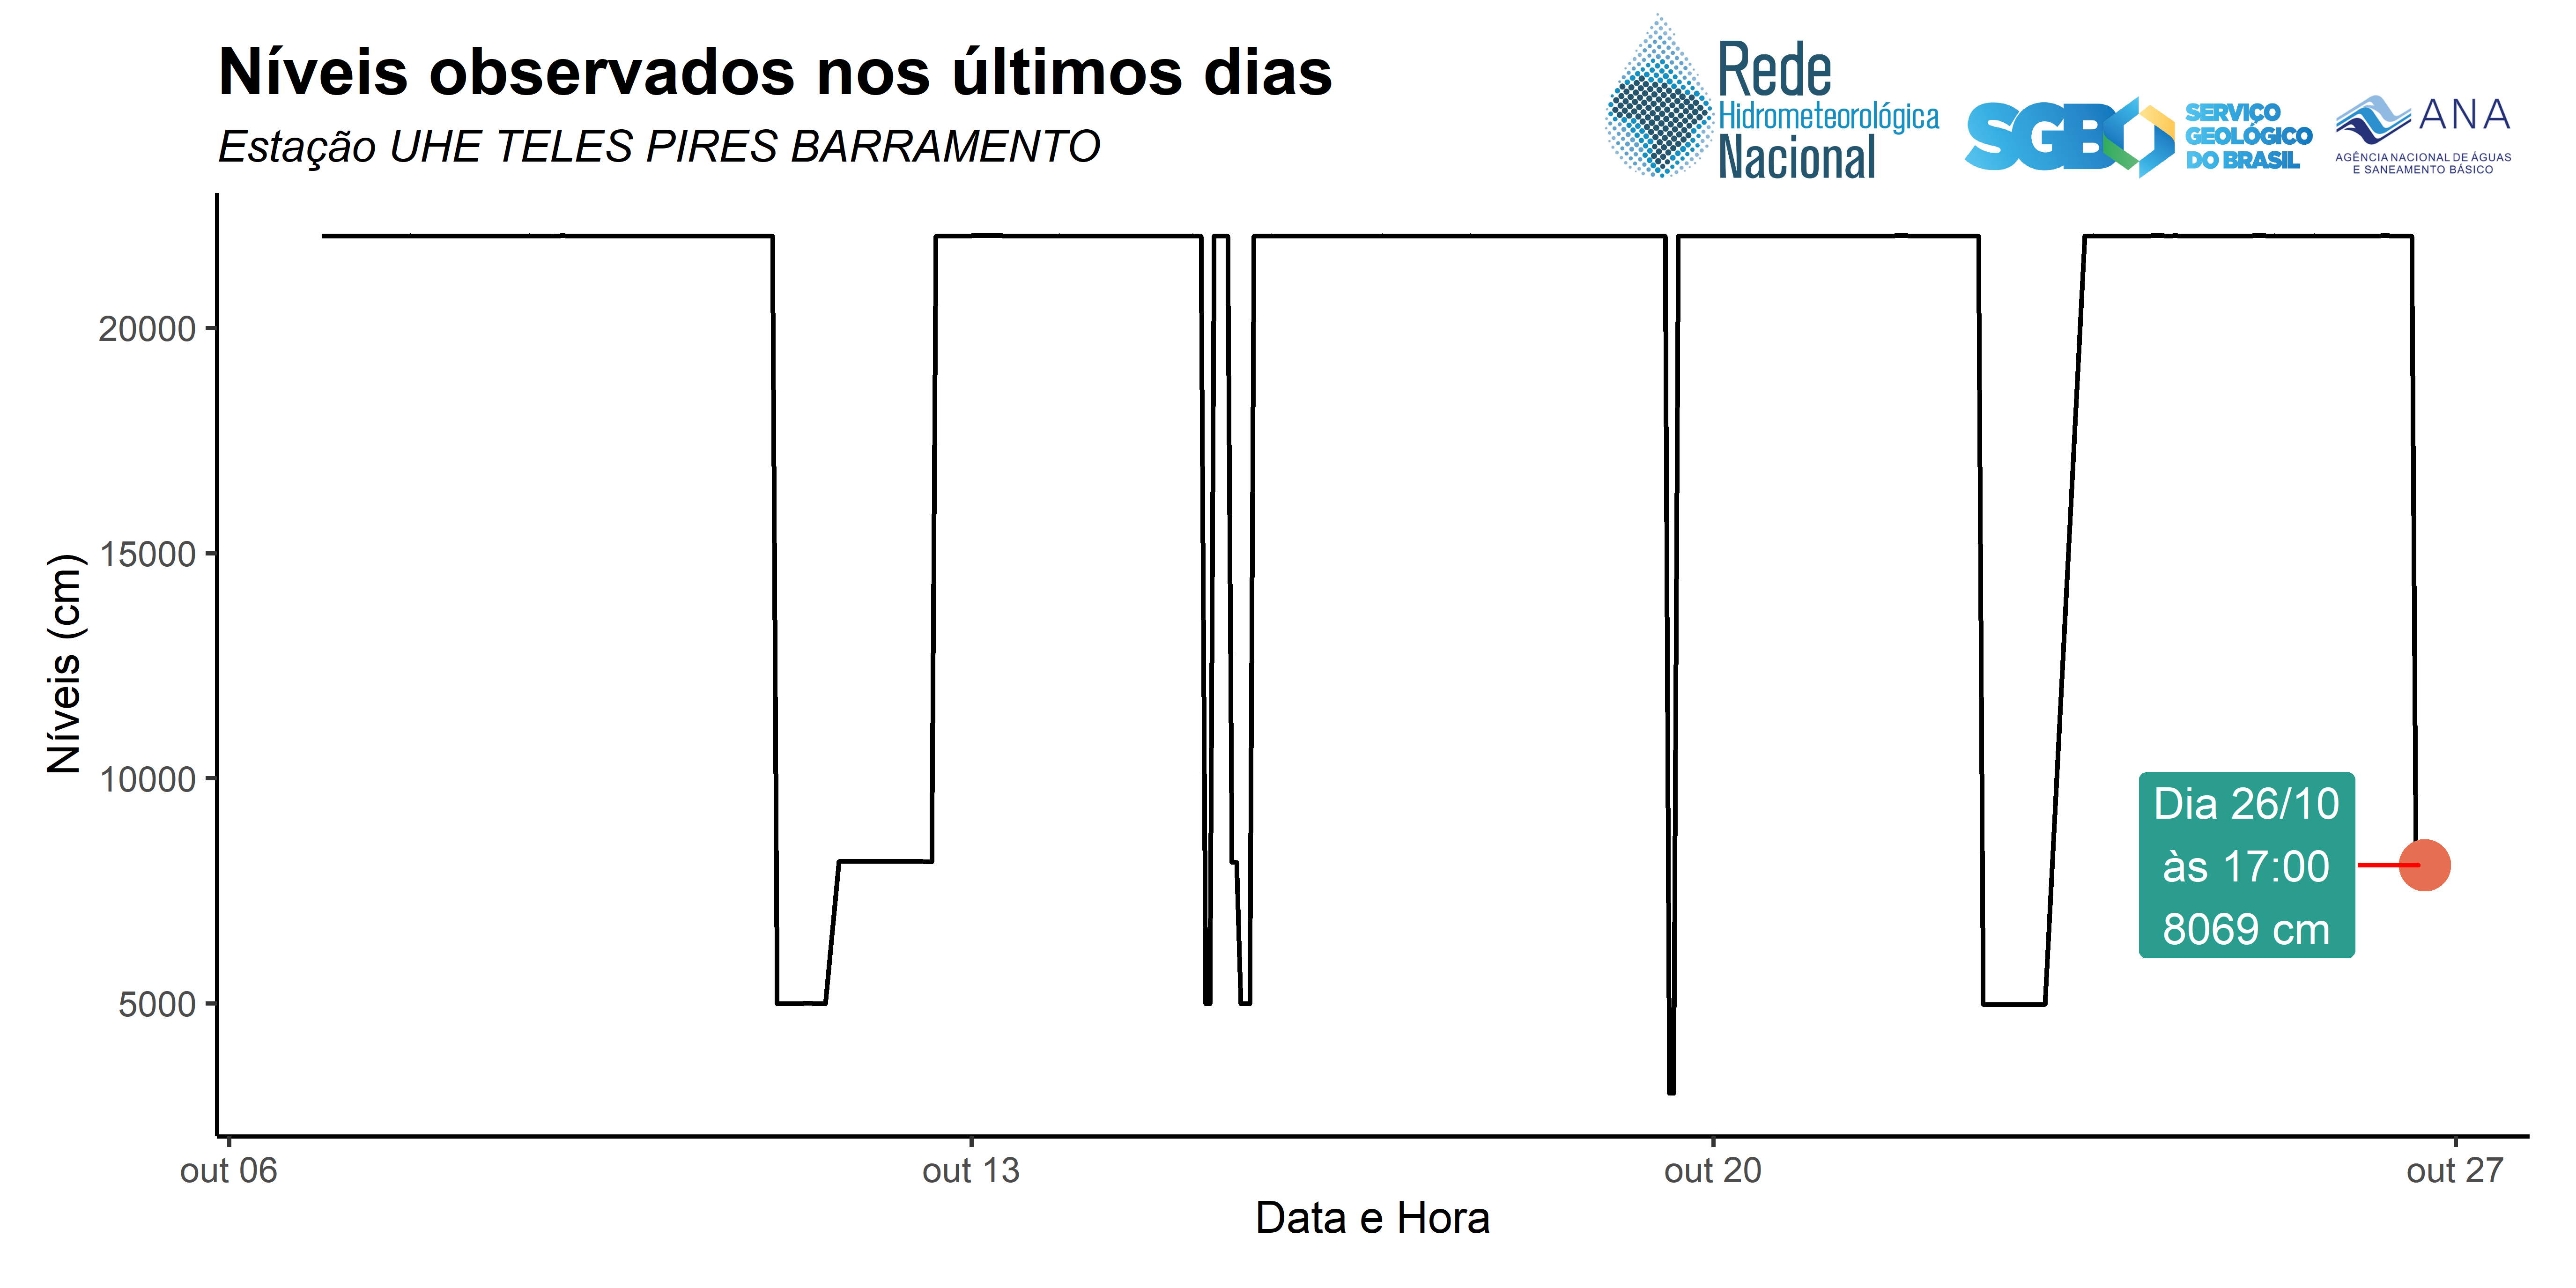 Níveis observados nos últimos dias
Estação UHE TELES PIRES BARRAMENTO
Rede
Hidrometeorológica
Nacional
SGB
SERVIÇO
GEOLÓGICO
DO BRASIL
ANA
AGÊNCIA NACIONAL DE ÁGUAS
E SANEAMENTO BÁSICO
Níveis (cm)
20000
15000
10000
5000
Dia 26/10
às 17:00
8069 cm
out 06
out 13
out 20
out 27
Data e Hora